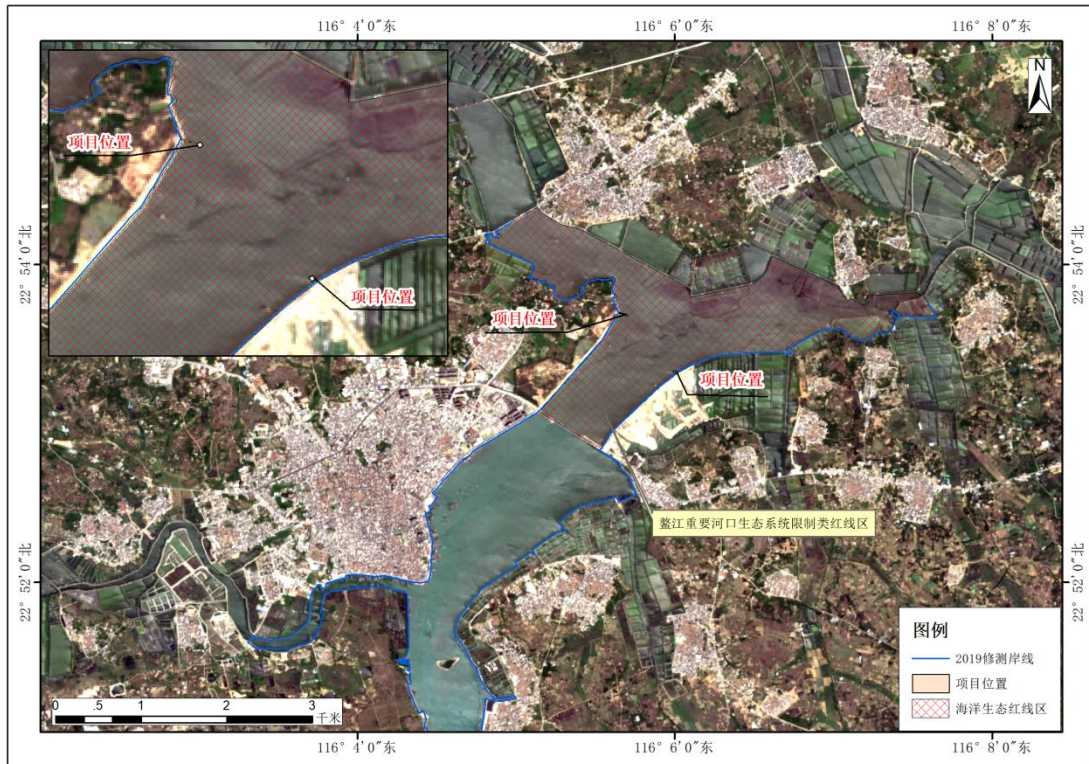 116° 4'0"东
116° 6'0"东
116° 8'0"东
N
项目位置
项目位置
22° 54'0"北
22° 54'0"北
项目位置
项目位置
鳌江重要河口生态系统限制类红线区
22° 52'0"北
22° 52'0"北
图例
2019修测岸线
项目位置
海洋生态红线区
0 .5 1 2 3
千米
116° 4'0"东
116° 6'0"东
116° 8'0"东